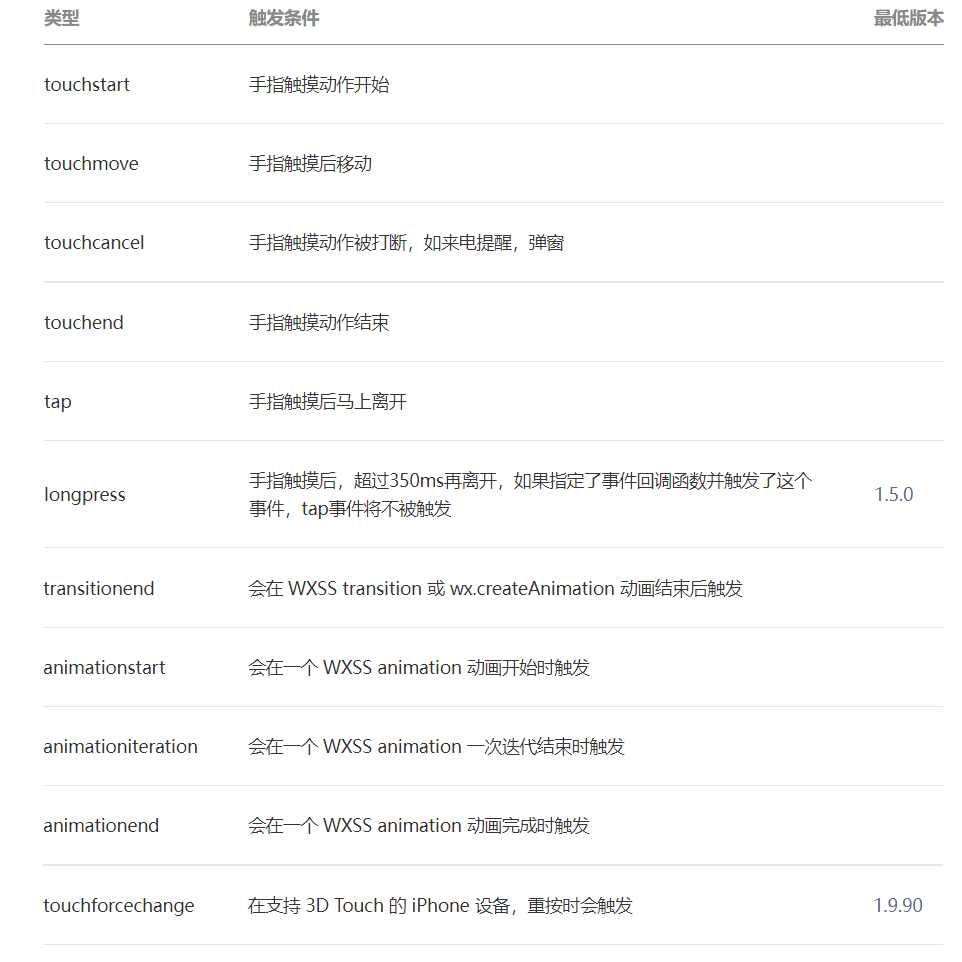 类型 触发条件 最低版本
touchstart 手指触摸动作开始
touchmove 手指触摸后移动
touchcancel 手指触摸动作被打断，如来电提醒，弹窗
touchend 手指触摸动作结束
tap 手指触摸后马上离开
longpress 手指触摸后，超过350ms再离开，如果指定了事件回调函数并触发了这个 1.5.0
事件，tap事件将不被触发
transitionend 会在 WXSS transition 或 wx.createAnimation 动画结束后触发
animationstart 会在一个 WXSS animation 动画开始时触发
animationiteration 会在一个 WXSS animation 一次迭代结束时触发
animationend 会在一个 WXSS animation 动画完成时触发
touchforcechange 在支持 3D Touch 的 iPhone 设备，重按时会触发 1.9.90